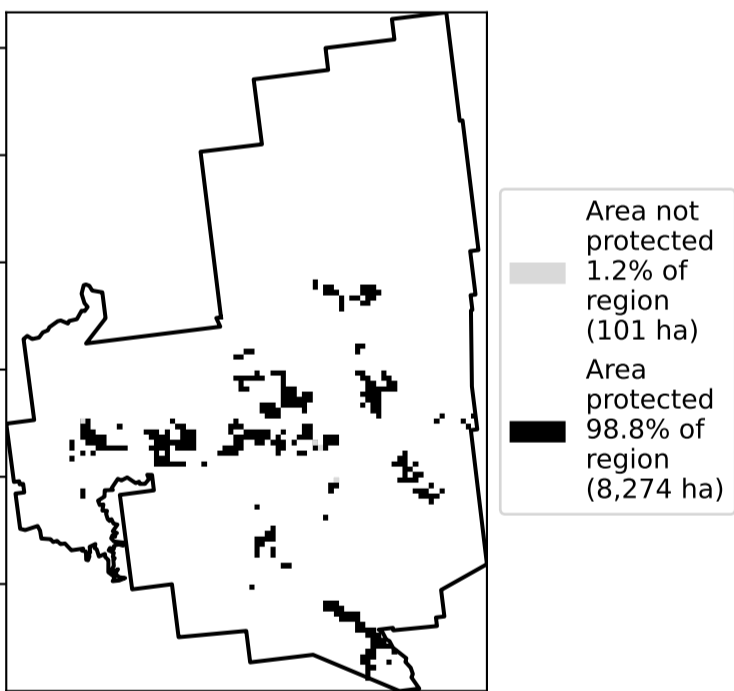 Area not
protected
1.2% of
region
(101 ha)
Area
protected
98.8% of
region
(8,274 ha)